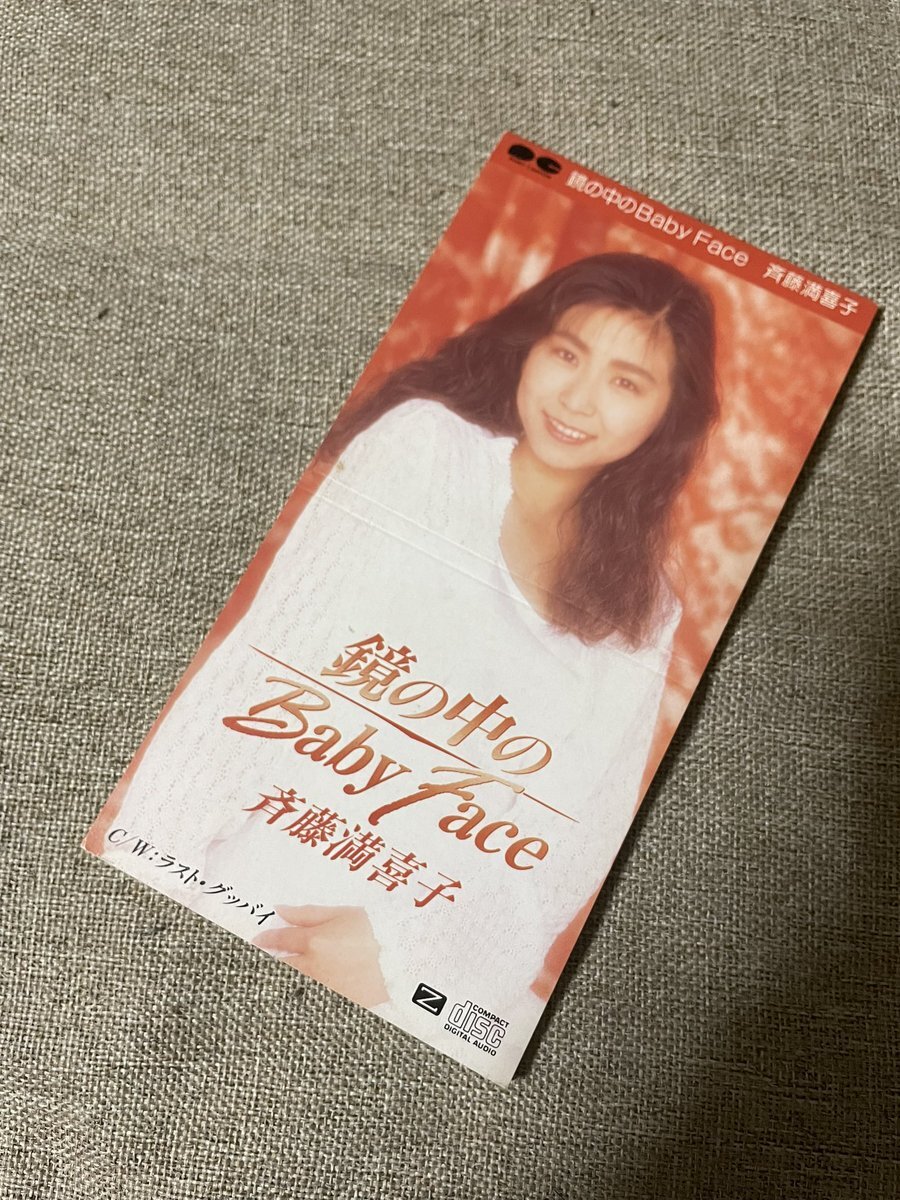 鏡の中のBaby Face 斉藤満喜子
鏡の中の
Baby Face
斉藤満喜子
C/W:ラスト・グッバイ
Z
COMPACT
disc
DIGITAL AUDIO